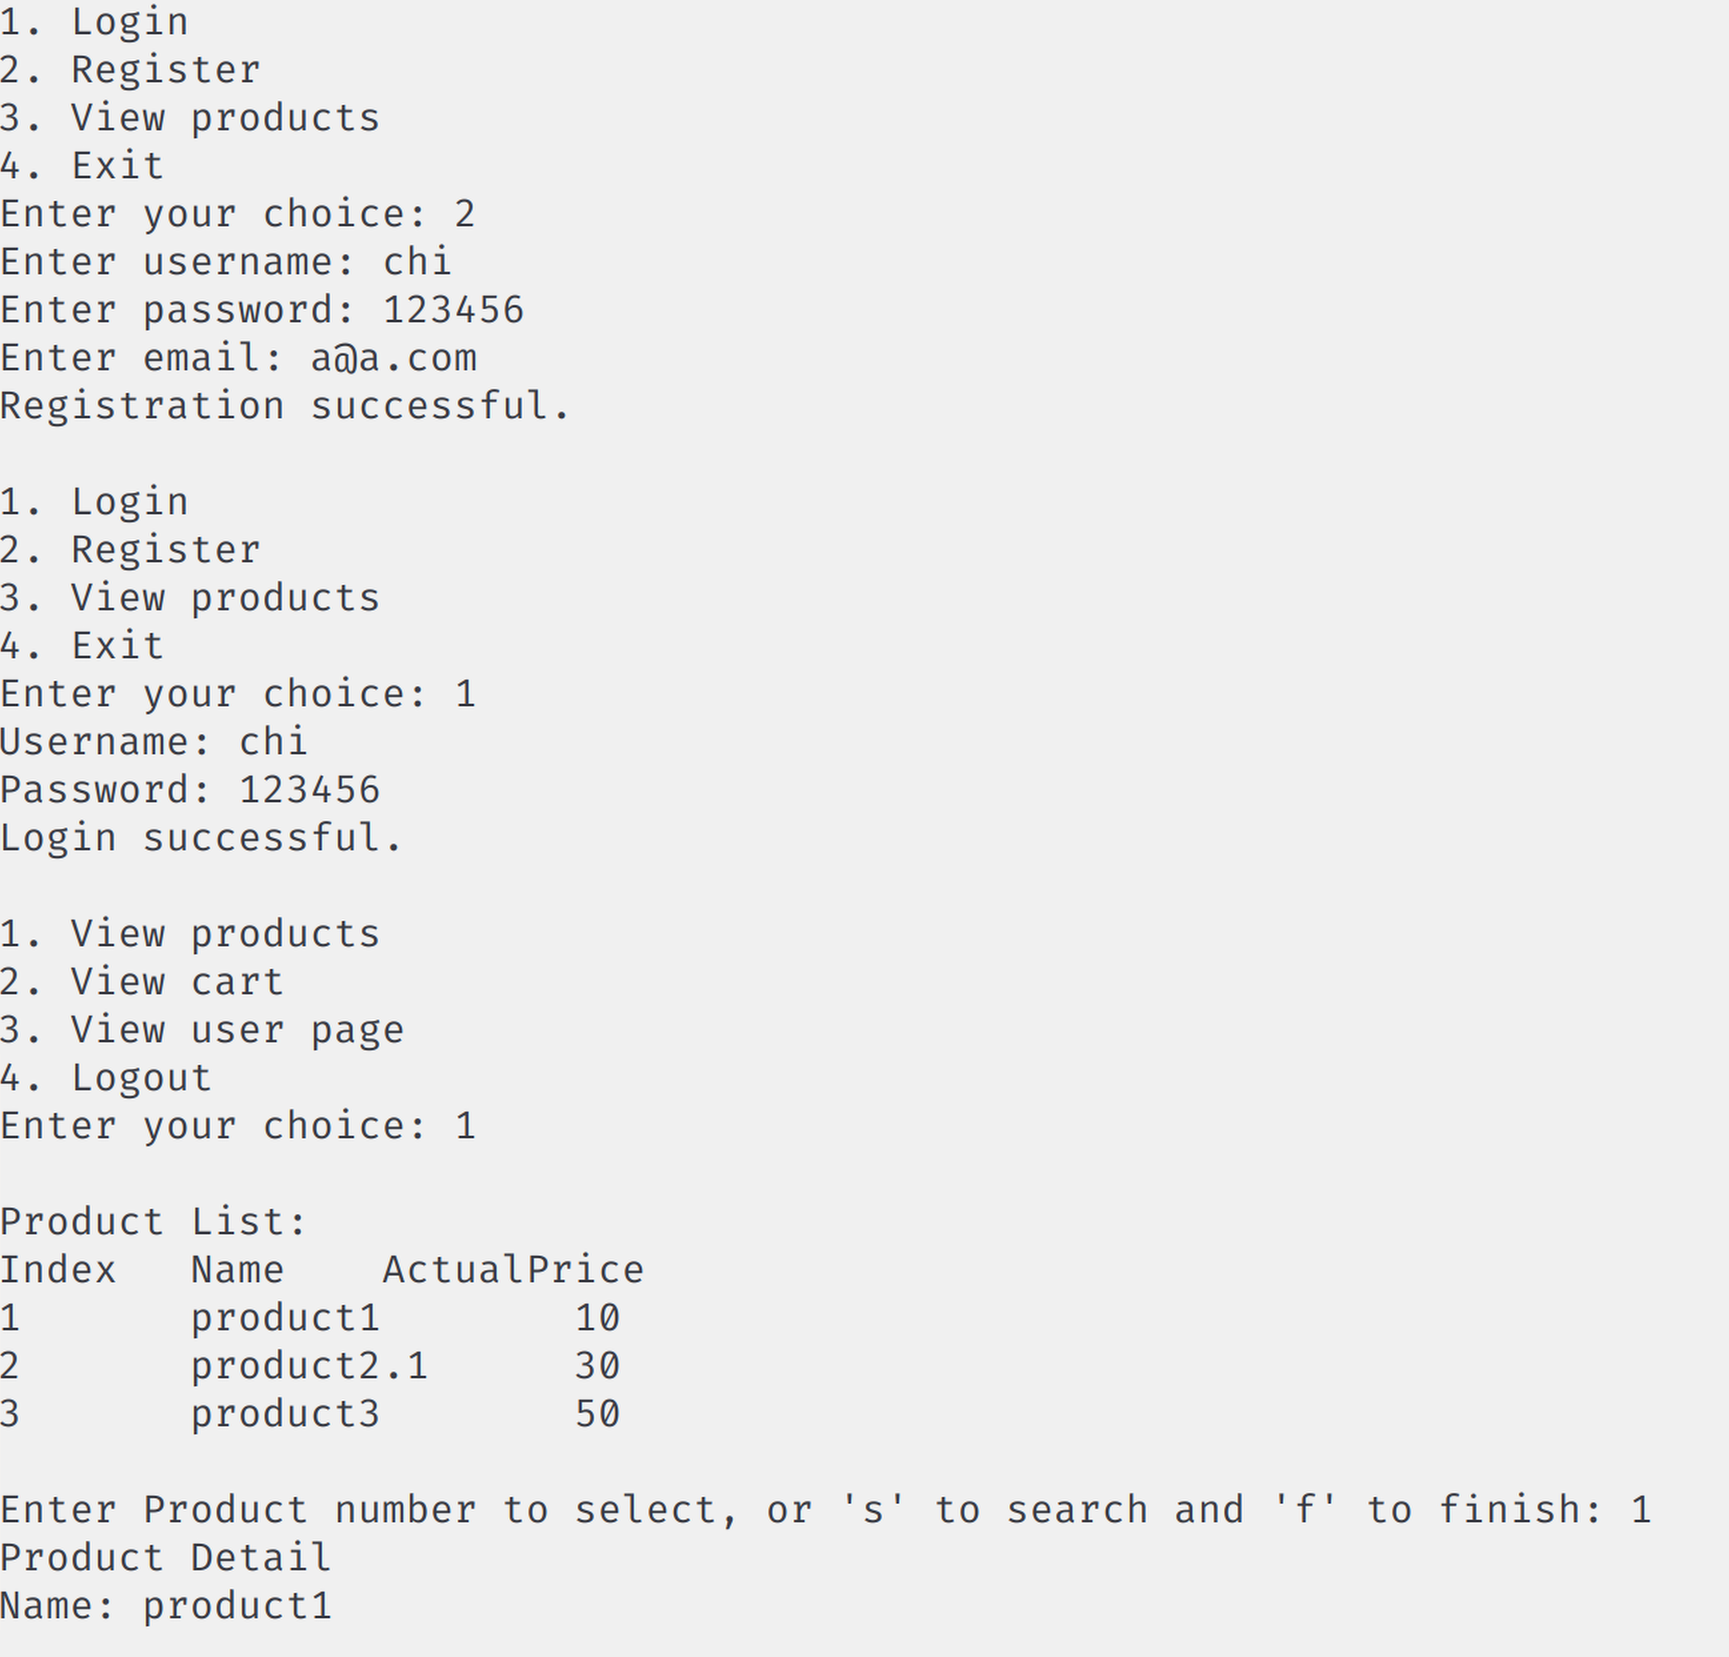 1. Login
2. Register
3. View products
4. Exit
Enter your choice: 2
Enter username: chi
Enter password: 123456
Enter email: a@a.com
Registration successful.

1. Login
2. Register
3. View products
4. Exit
Enter your choice: 1
Username: chi
Password: 123456
Login successful.

1. View products
2. View cart
3. View user page
4. Logout
Enter your choice: 1

Product List:
Index   Name    ActualPrice
1       product1        10
2       product2.1      30
3       product3        50

Enter Product number to select, or 's' to search and 'f' to finish: 1
Product Detail
Name: product1